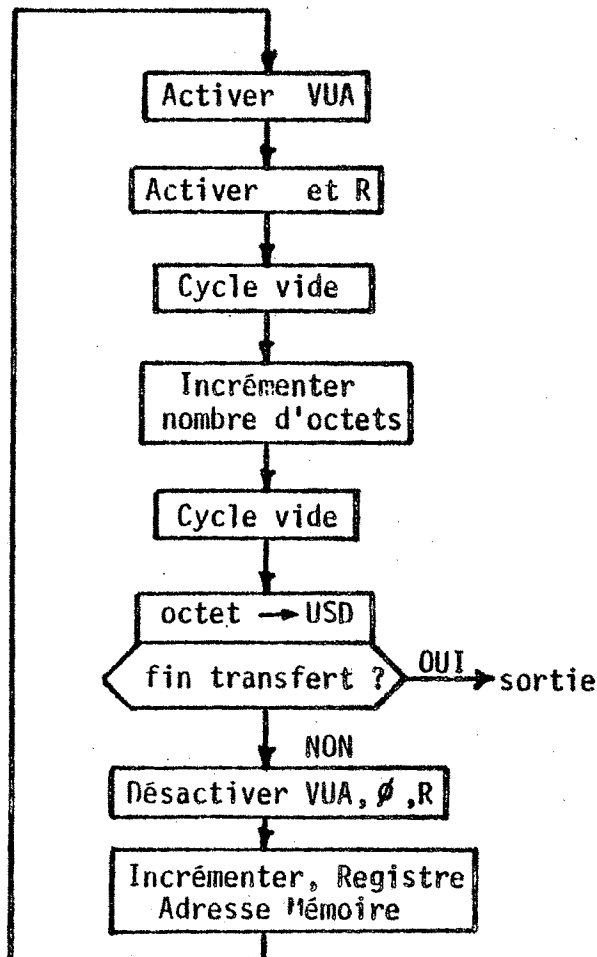 Activer VUA
Activer et R
Cycle vide
Incrémenter
nombre d'octets
Cycle vide
octet → USD
fin transfert ?
OUI
sortie
NON
Désactiver VUA, ø ,R
Incrémenter, Registre
Adresse Mémoire